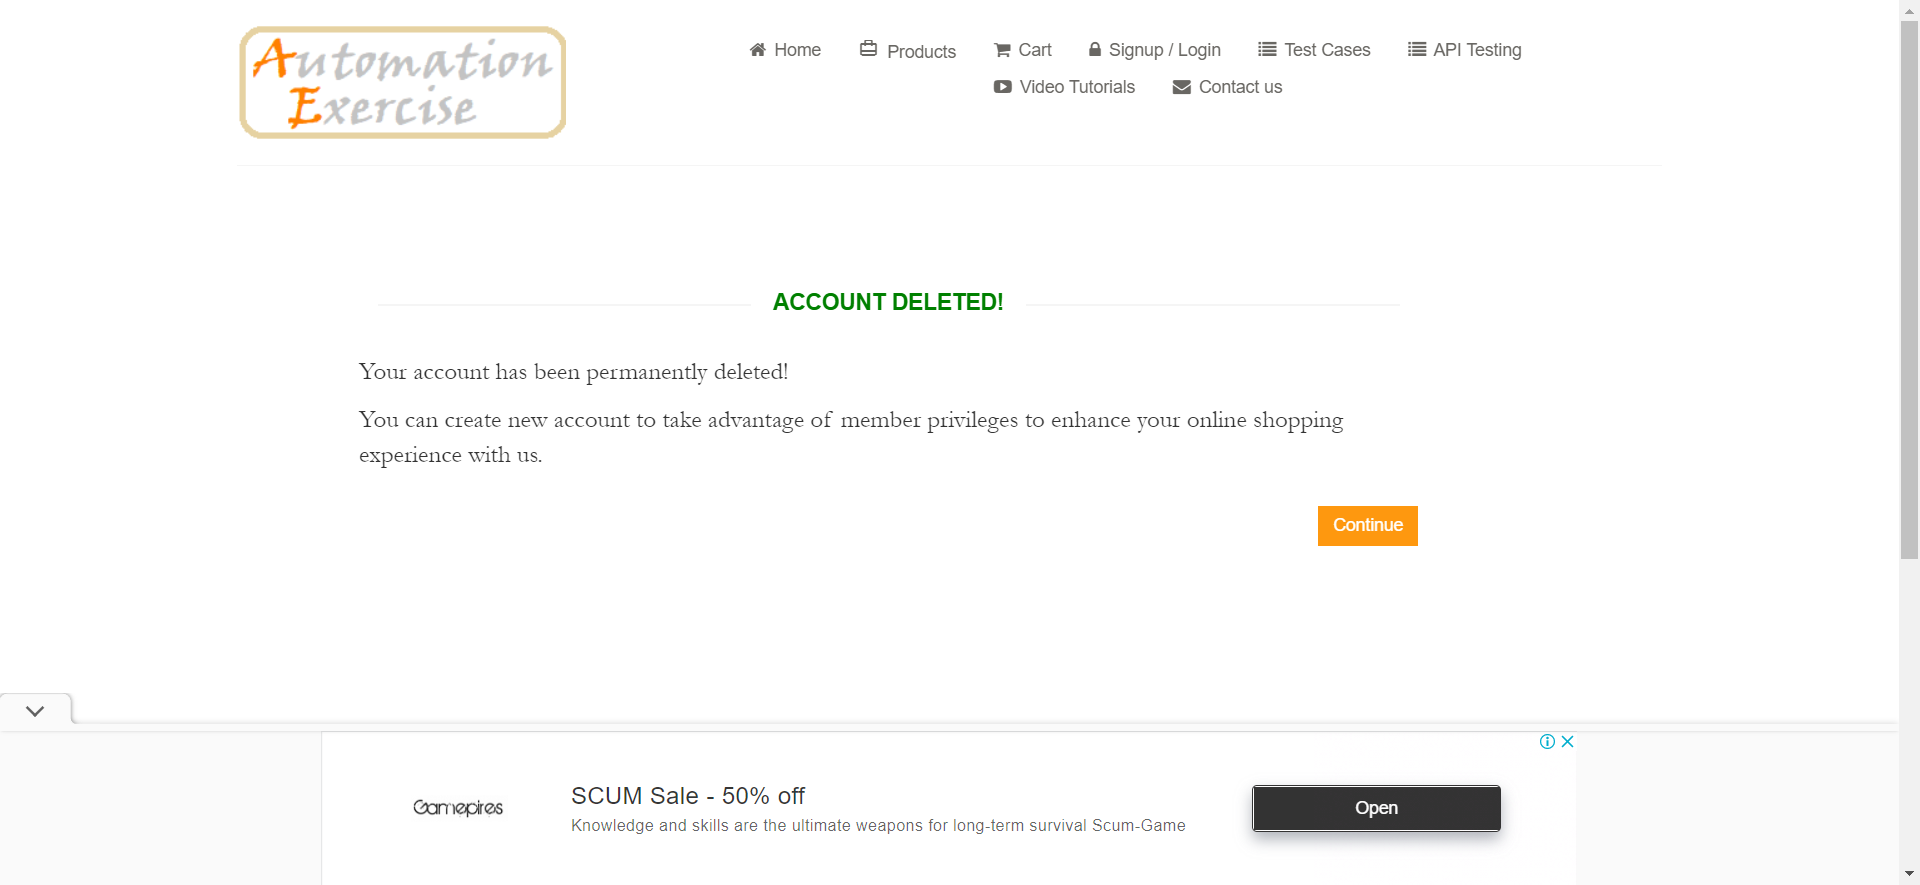 Automation
Exercise
Home
Products
Cart
Signup / Login
Test Cases
API Testing
Video Tutorials
Contact us
ACCOUNT DELETED!
Your account has been permanently deleted!
You can create new account to take advantage of member privileges to enhance your online shopping
experience with us.
Continue
Gamepires
SCUM Sale - 50% off
Knowledge and skills are the ultimate weapons for long-term survival Scum-Game
Open